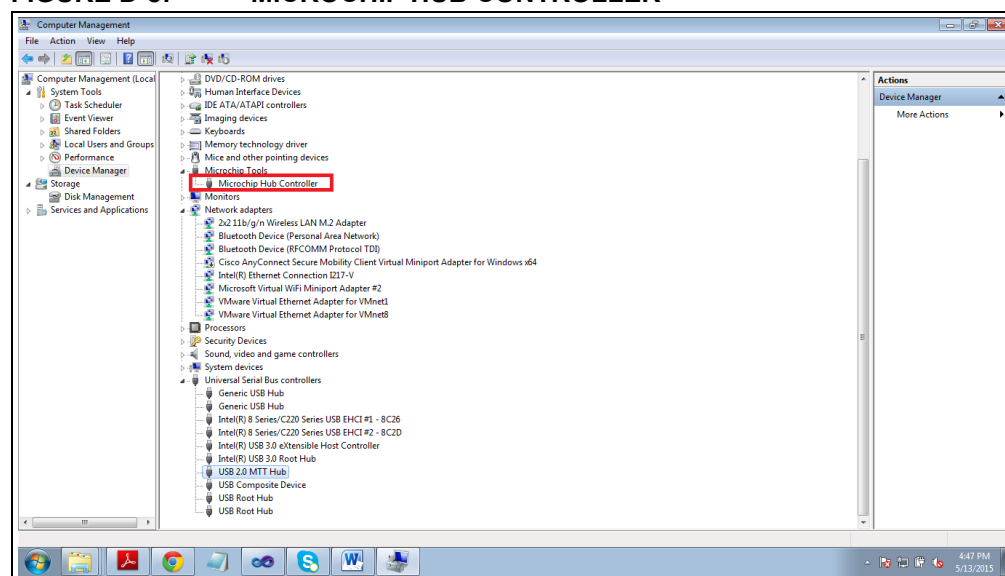 MICROCHIP HUB CONTROLLER
Computer Management
File Action View Help
Computer Management (Local
System Tools
Task Scheduler
Event Viewer
Shared Folders
Local Users and Groups
Performance
Device Manager
Storage
Disk Management
Services and Applications
DVD/CD-ROM drives
Human Interface Devices
IDE ATA/ATAPI controllers
Imaging devices
Keyboards
Memory technology driver
Mice and other pointing devices
Microchip Tools
Microchip Hub Controller
Monitors
Network adapters
2x2 11b/g/n Wireless LAN M.2 Adapter
Bluetooth Device (Personal Area Network)
Bluetooth Device (RFCOMM Protocol TDI)
Cisco AnyConnect Secure Mobility Client Virtual Miniport Adapter for Windows x64
Intel(R) Ethernet Connection I217-V
Microsoft Virtual WiFi Miniport Adapter #2
VMware Virtual Ethernet Adapter for VMnet1
VMware Virtual Ethernet Adapter for VMnet8
Processors
Security Devices
Sound, video and game controllers
System devices
Universal Serial Bus controllers
Generic USB Hub
Generic USB Hub
Intel(R) 8 Series/C220 Series USB EHCI #1 - 8C26
Intel(R) 8 Series/C220 Series USB EHCI #2 - 8C2D
Intel(R) USB 3.0 eXtensible Host Controller
Intel(R) USB 3.0 Root Hub
USB 2.0 MTT Hub
USB Composite Device
USB Root Hub
USB Root Hub
Actions
Device Manager
More Actions
4:47 PM
5/13/2015